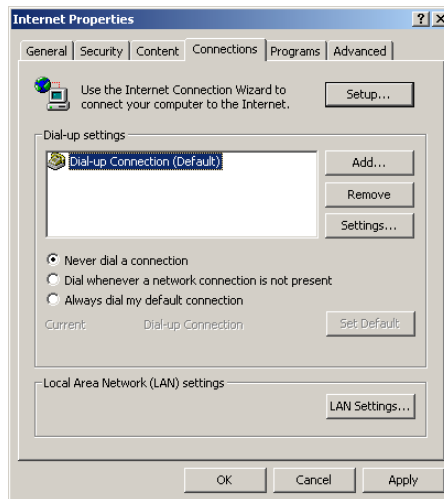 Internet Properties
General Security Content Connections Programs Advanced
Use the Internet Connection Wizard to
connect your computer to the Internet.
Setup...
Dial-up settings
Dial-up Connection (Default)
Add...
Remove
Settings...
Never dial a connection
Dial whenever a network connection is not present
Always dial my default connection
Current Dial-up Connection Set Default
Local Area Network (LAN) settings
LAN Settings...
OK Cancel Apply